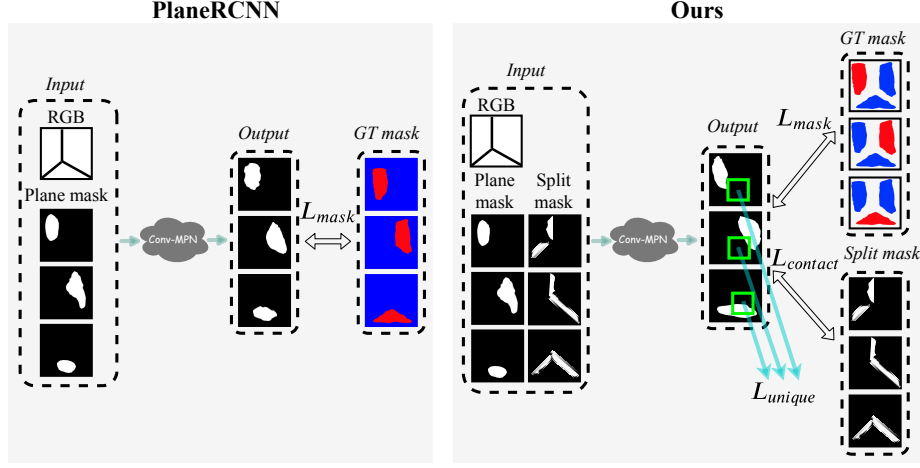 PlaneRCNN
Input
RGB
Plane mask
Conv-MPN
Output
L_mask
GT mask
Ours
Input
RGB
Plane mask
Split mask
Conv-MPN
Output
L_mask
GT mask
L_contact
Split mask
L_unique